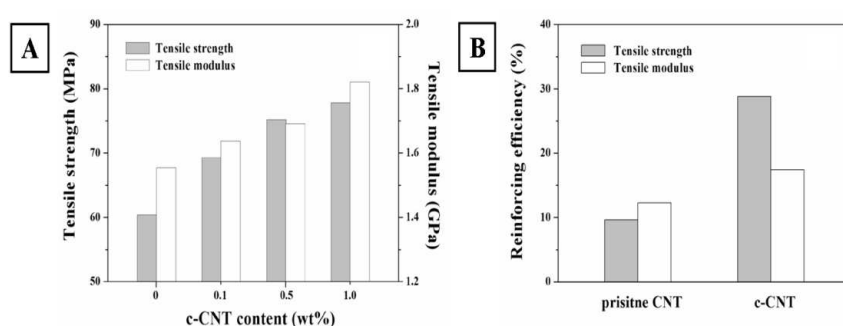 A
Tensile strength (MPa)
90
80
70
60
50
Tensile strength
Tensile modulus
2.0
1.8
1.6
1.4
1.2
Tensile modulus (GPa)
0 0.1 0.5 1.0
c-CNT content (wt%)
B
Reinforcing efficiency (%)
40
30
20
10
0
Tensile strength
Tensile modulus
prisitne CNT c-CNT